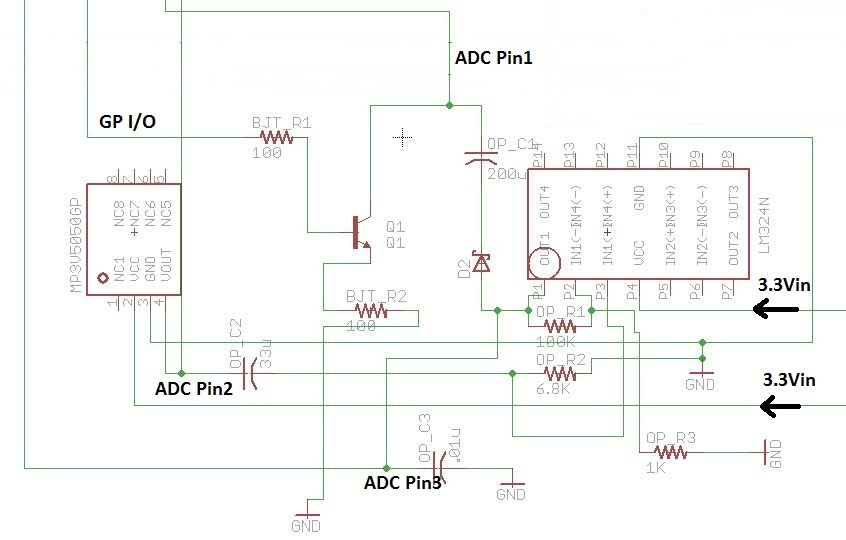 ADC Pin1
GP I/O
BJT_R1
100
OP_C1
200u
P14
P13
P12
P11
P10
P9
P8
OUT4
IN4(-)
IN4(+)
GND
IN3(+)
IN3(-)
OUT3
OUT1
IN1(-)
IN1(+)
VCC
IN2(+)
IN2(-)
OUT2
LM324N
P1
P2
P3
P4
P5
P6
P7
8
7
6
5
NC8
NC7
NC6
NC5
MP3V5050GP
NC1
VCC
GND
VOUT
1
2
3
4
Q1
Q1
D2
3.3Vin
BJT_R2
100
OP_R1
100K
OP_C2
33u
OP_R2
6.8K
GND
3.3Vin
ADC Pin2
OP_C3
.01u
OP_R3
1K
GND
ADC Pin3
GND
GND